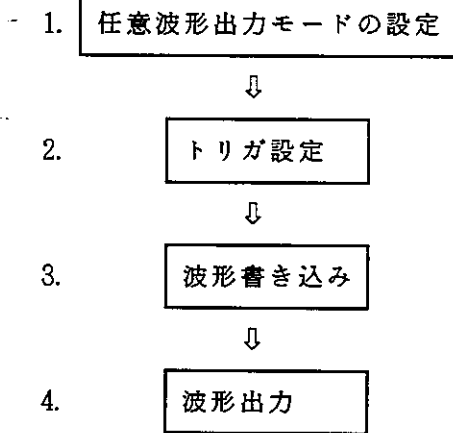 1. 任意波形出力モードの設定
⇩
2. トリガ設定
⇩
3. 波形書き込み
⇩
4. 波形出力